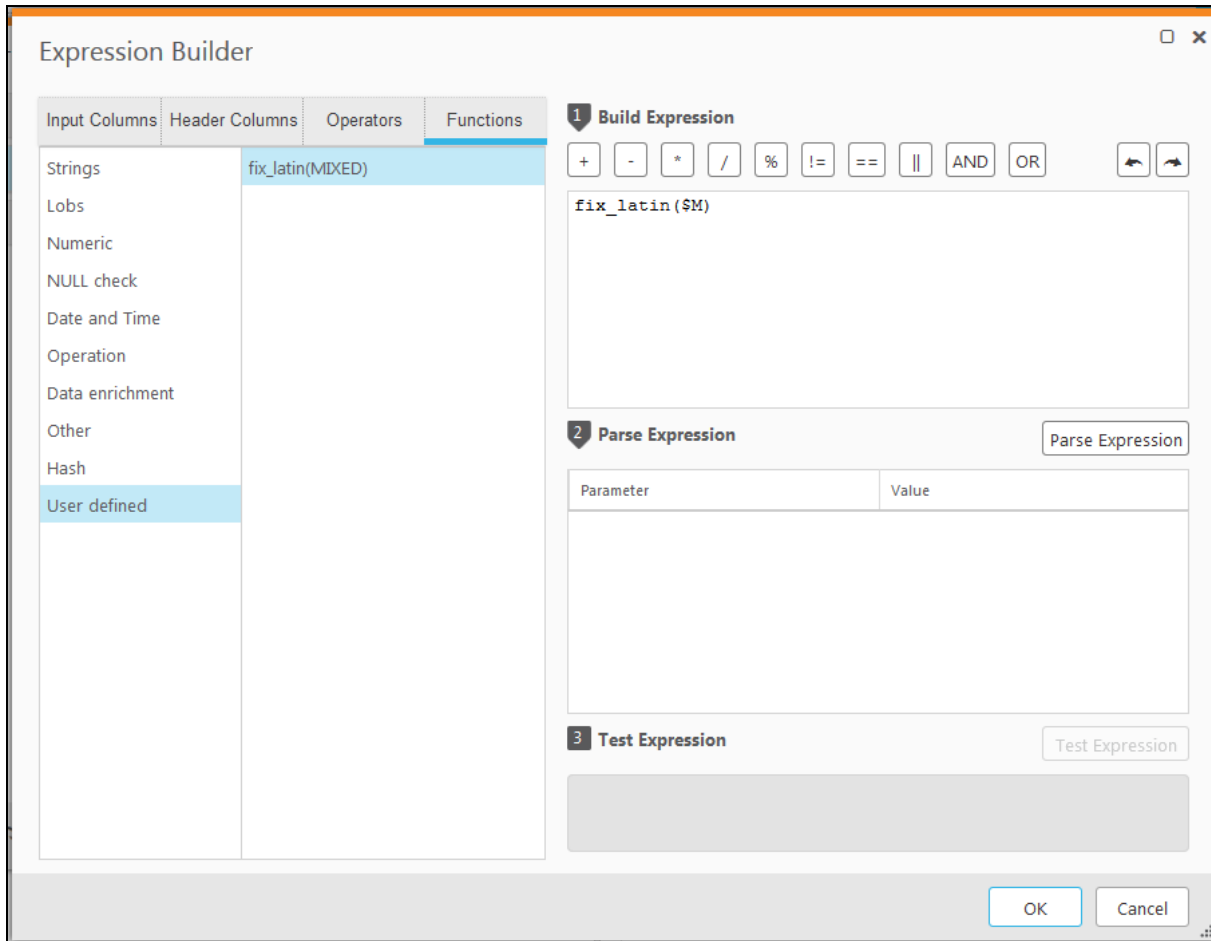 Expression Builder
Input Columns Header Columns Operators Functions
Strings
Lobs
Numeric
NULL check
Date and Time
Operation
Data enrichment
Other
Hash
User defined
fix_latin(MIXED)
1 Build Expression
+ - * / % != == || AND OR
fix_latin($M)
2 Parse Expression
Parse Expression
Parameter Value
3 Test Expression
Test Expression
OK Cancel